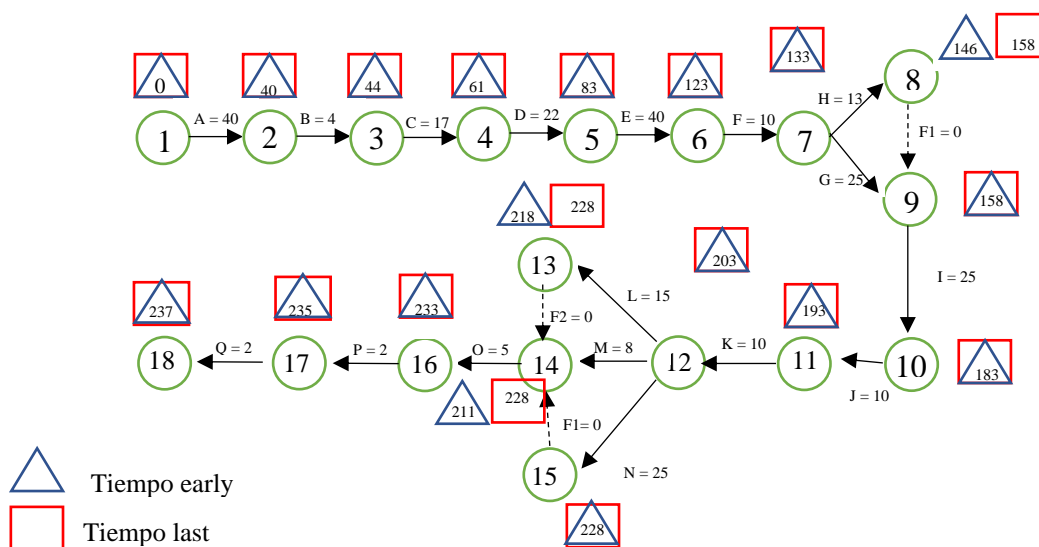 133
146
158
0
40
44
61
83
123
8
H = 13
A = 40
B = 4
C = 17
D = 22
E = 40
F = 10
1
2
3
4
5
6
7
F1 = 0
G = 25
9
158
218
228
203
13
I = 25
237
235
233
L = 15
193
F2 = 0
Q = 2
P = 2
O = 5
M = 8
K = 10
18
17
16
14
12
11
10
183
J = 10
211
228
F1= 0
15
N = 25
Tiempo early
228
Tiempo last